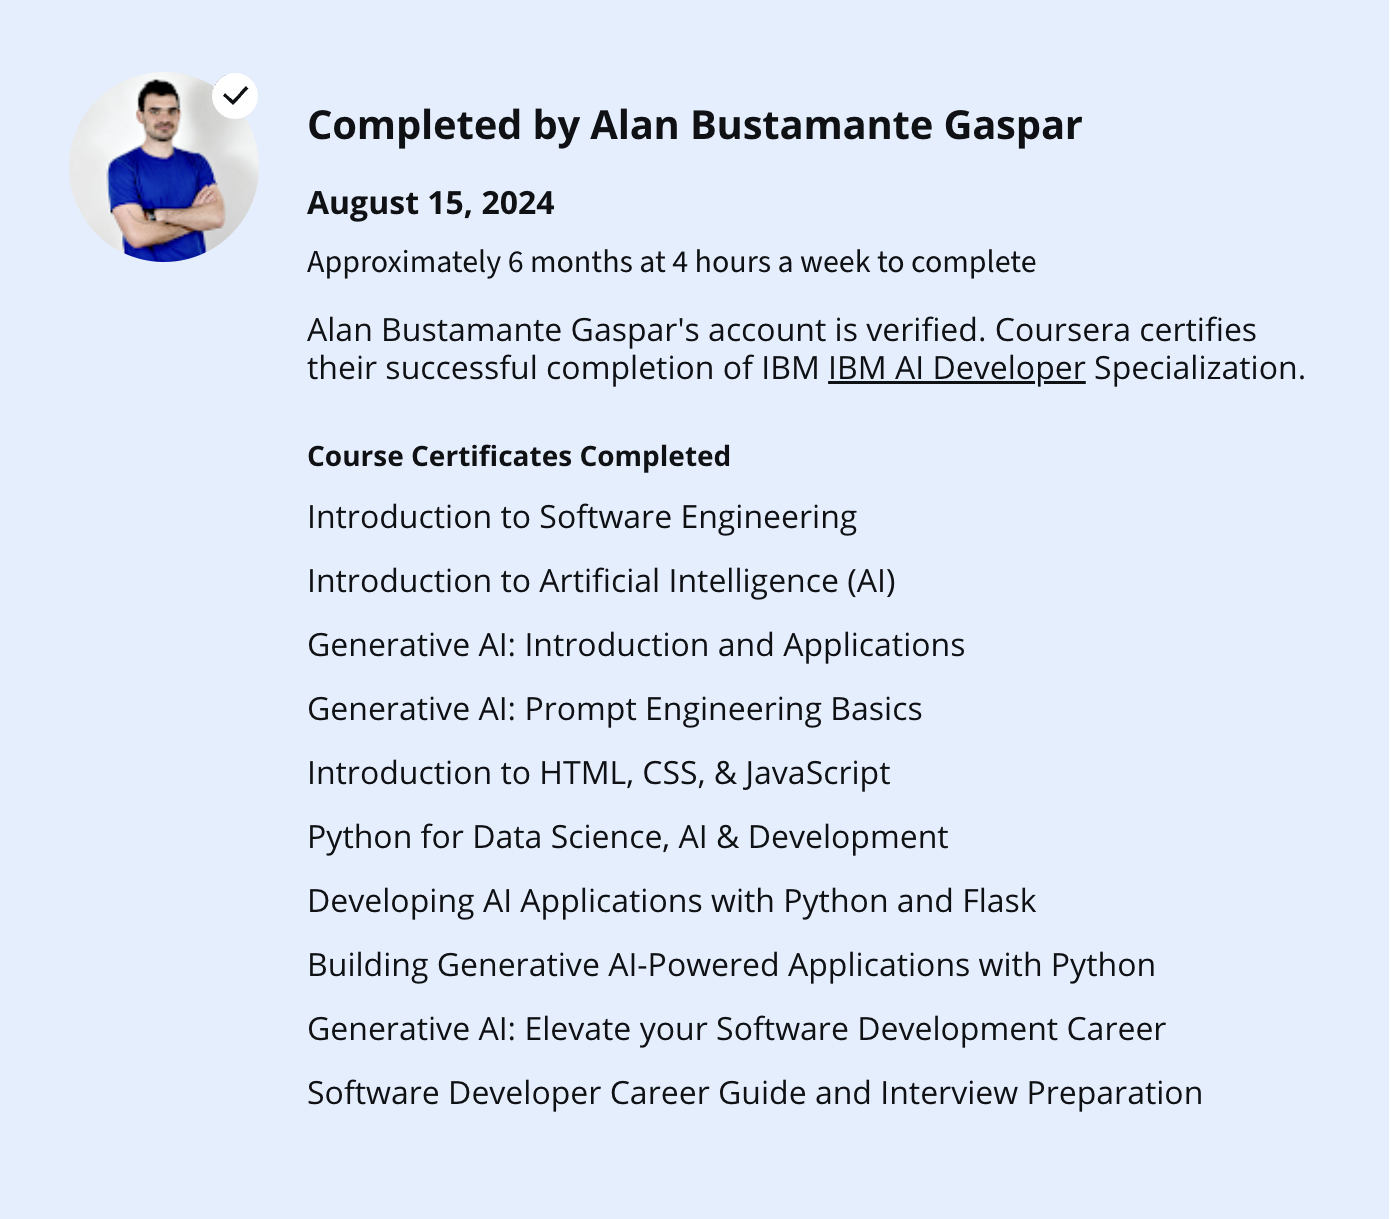 Completed by Alan Bustamante Gaspar
August 15, 2024
Approximately 6 months at 4 hours a week to complete
Alan Bustamante Gaspar's account is verified. Coursera certifies
their successful completion of IBM IBM AI Developer Specialization.
Course Certificates Completed
Introduction to Software Engineering
Introduction to Artificial Intelligence (AI)
Generative AI: Introduction and Applications
Generative AI: Prompt Engineering Basics
Introduction to HTML, CSS, & JavaScript
Python for Data Science, AI & Development
Developing AI Applications with Python and Flask
Building Generative AI-Powered Applications with Python
Generative AI: Elevate your Software Development Career
Software Developer Career Guide and Interview Preparation